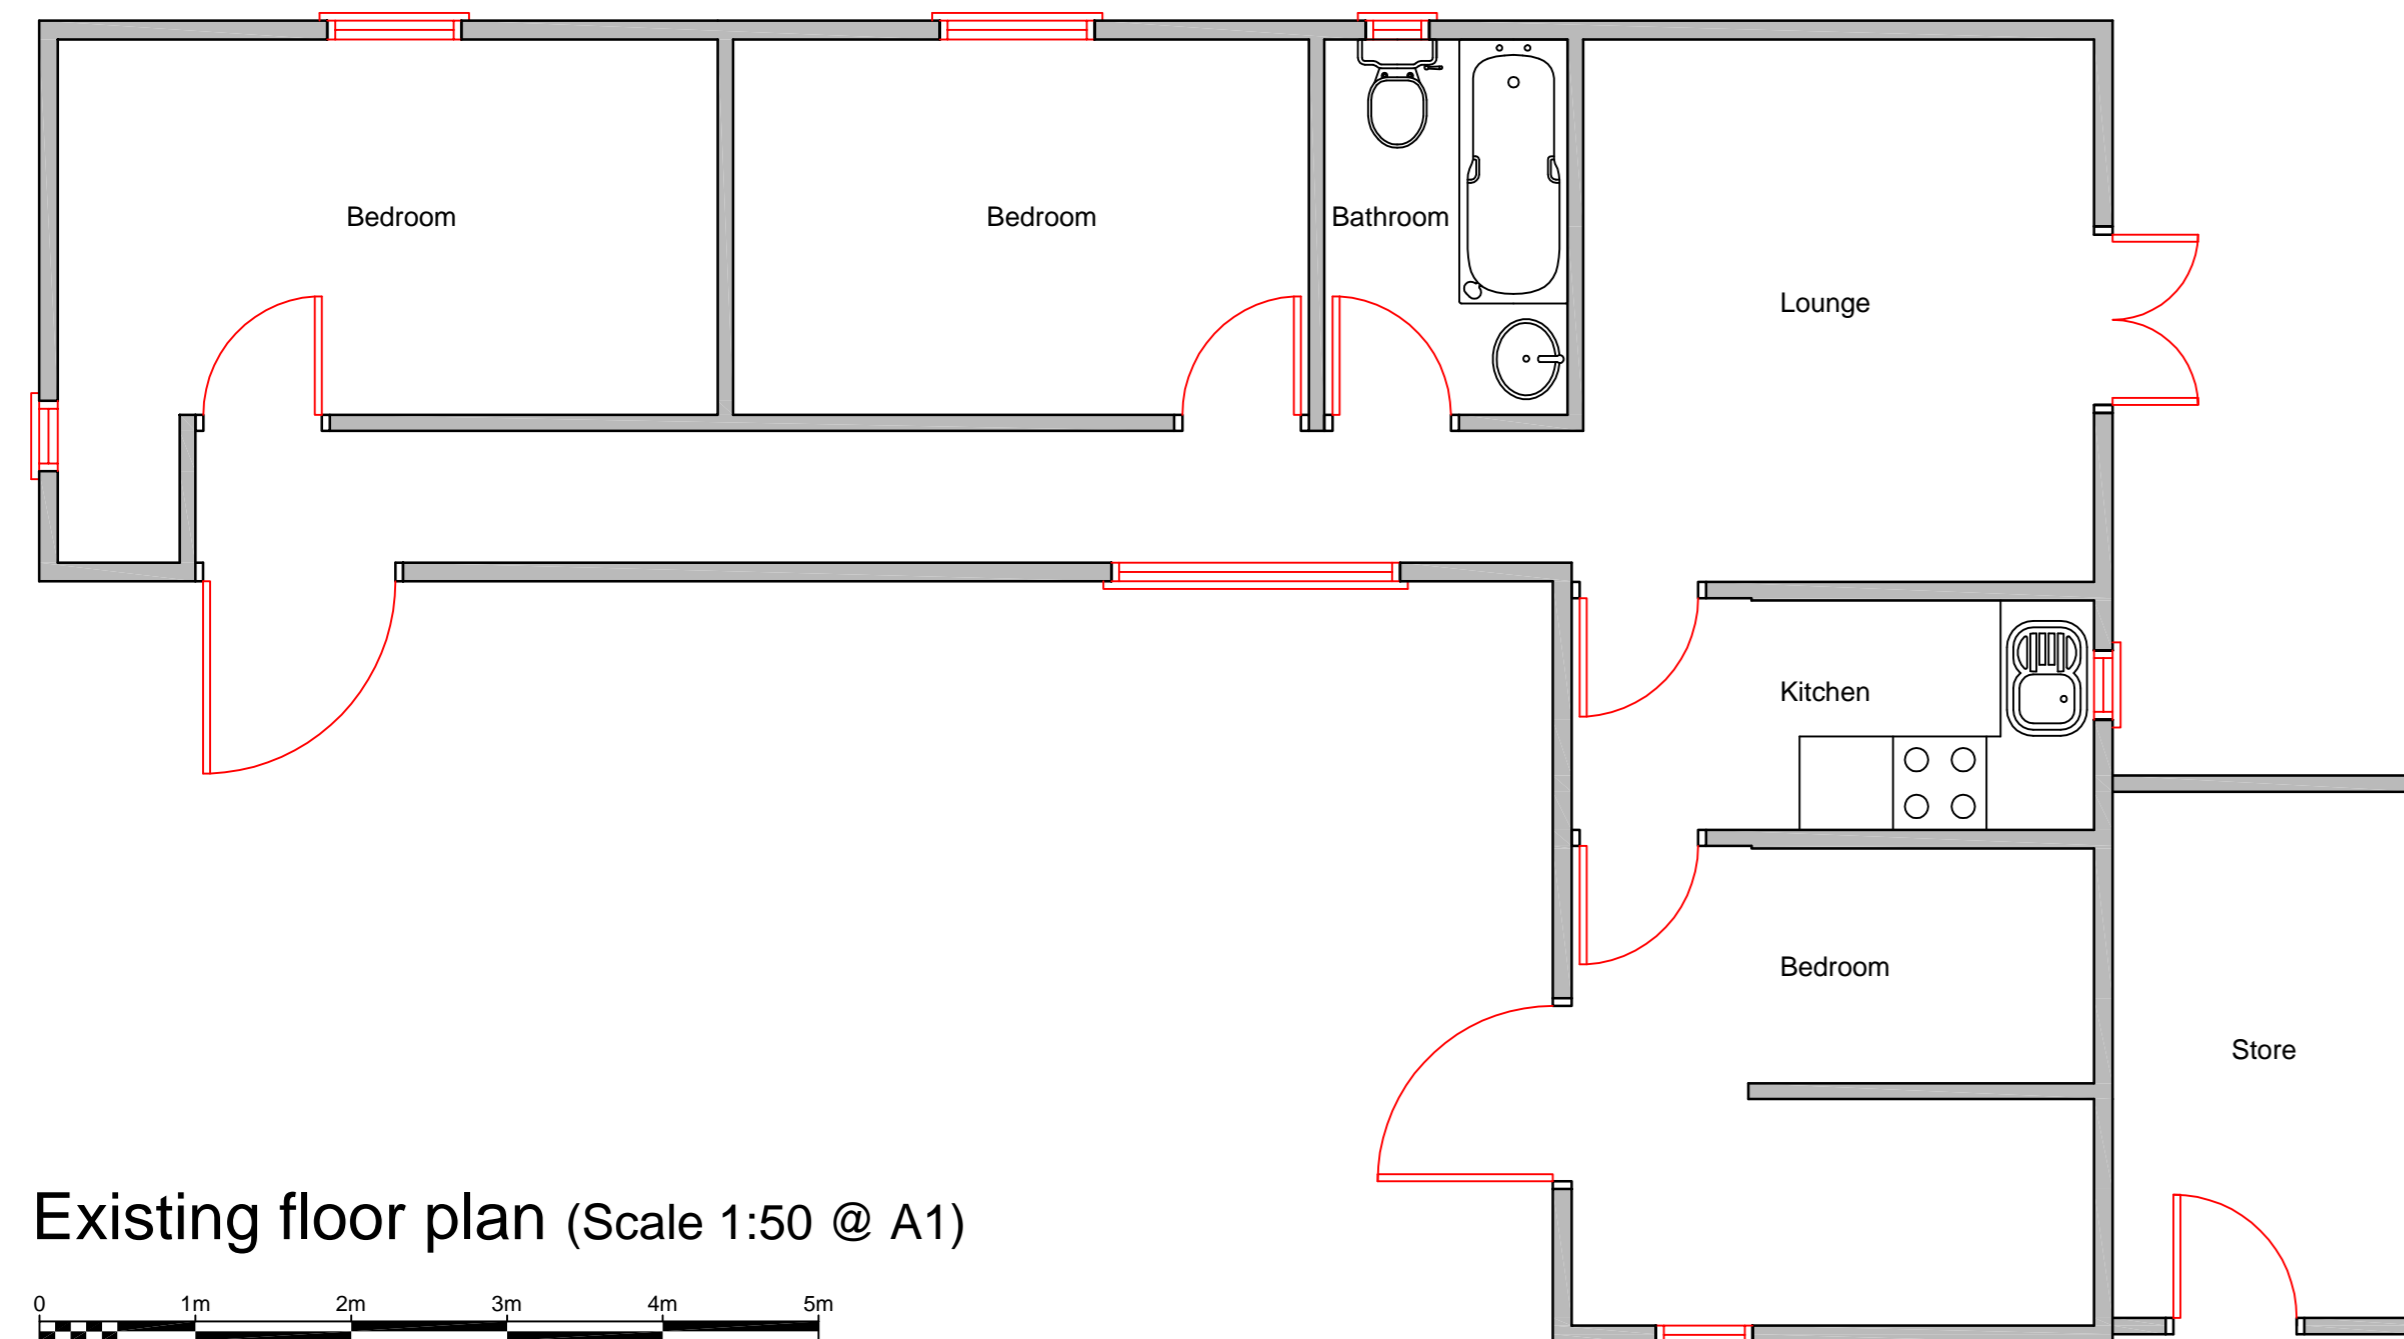 Bedroom
Bedroom
Bathroom
Lounge
Kitchen
Bedroom
Store
Existing floor plan (Scale 1:50 @ A1)
0 1m 2m 3m 4m 5m